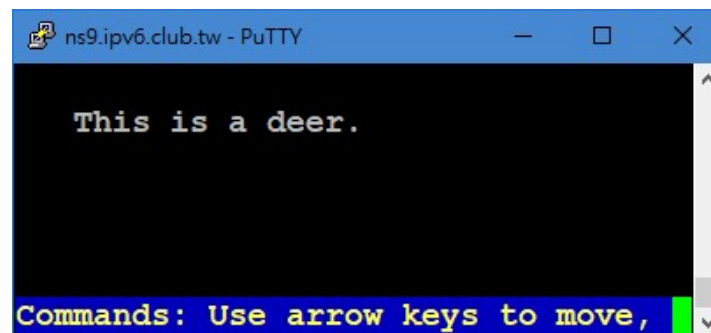 ns9.ipv6.club.tw - PuTTY
This is a deer.
Commands: Use arrow keys to move,